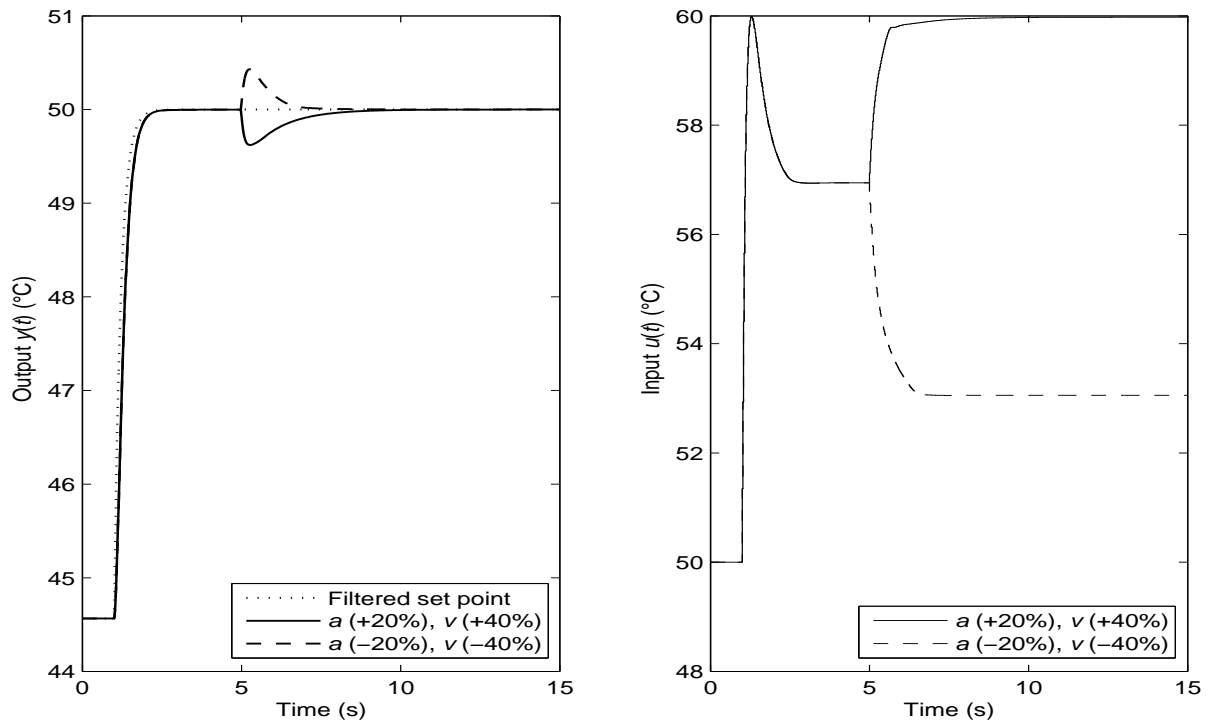 51
50
49
48
47
46
45
44
Output y(t) (°C)
0
5
10
15
Time (s)
Filtered set point
a (+20%), v (+40%)
a (−20%), v (−40%)
60
58
56
54
52
50
48
Input u(t) (°C)
0
5
10
15
Time (s)
a (+20%), v (+40%)
a (−20%), v (−40%)